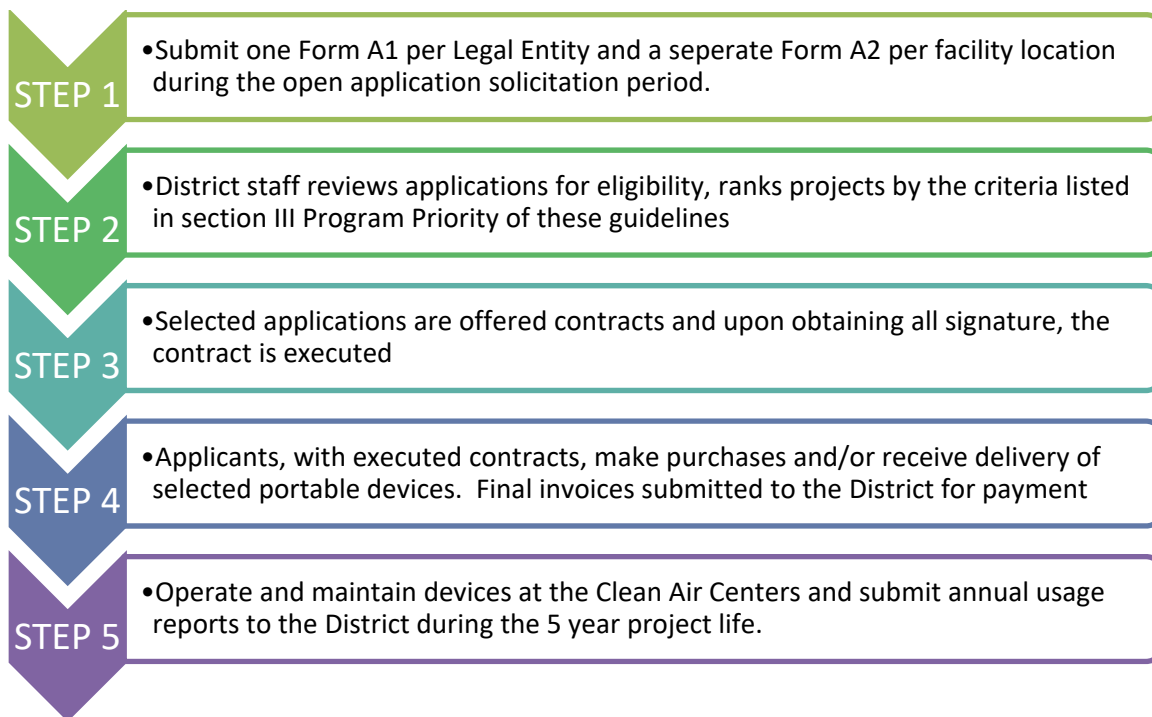 STEP 1
•Submit one Form A1 per Legal Entity and a seperate Form A2 per facility location
during the open application solicitation period.
STEP 2
•District staff reviews applications for eligibility, ranks projects by the criteria listed
in section III Program Priority of these guidelines
STEP 3
•Selected applications are offered contracts and upon obtaining all signature, the
contract is executed
STEP 4
•Applicants, with executed contracts, make purchases and/or receive delivery of
selected portable devices.  Final invoices submitted to the District for payment
STEP 5
•Operate and maintain devices at the Clean Air Centers and submit annual usage
reports to the District during the 5 year project life.